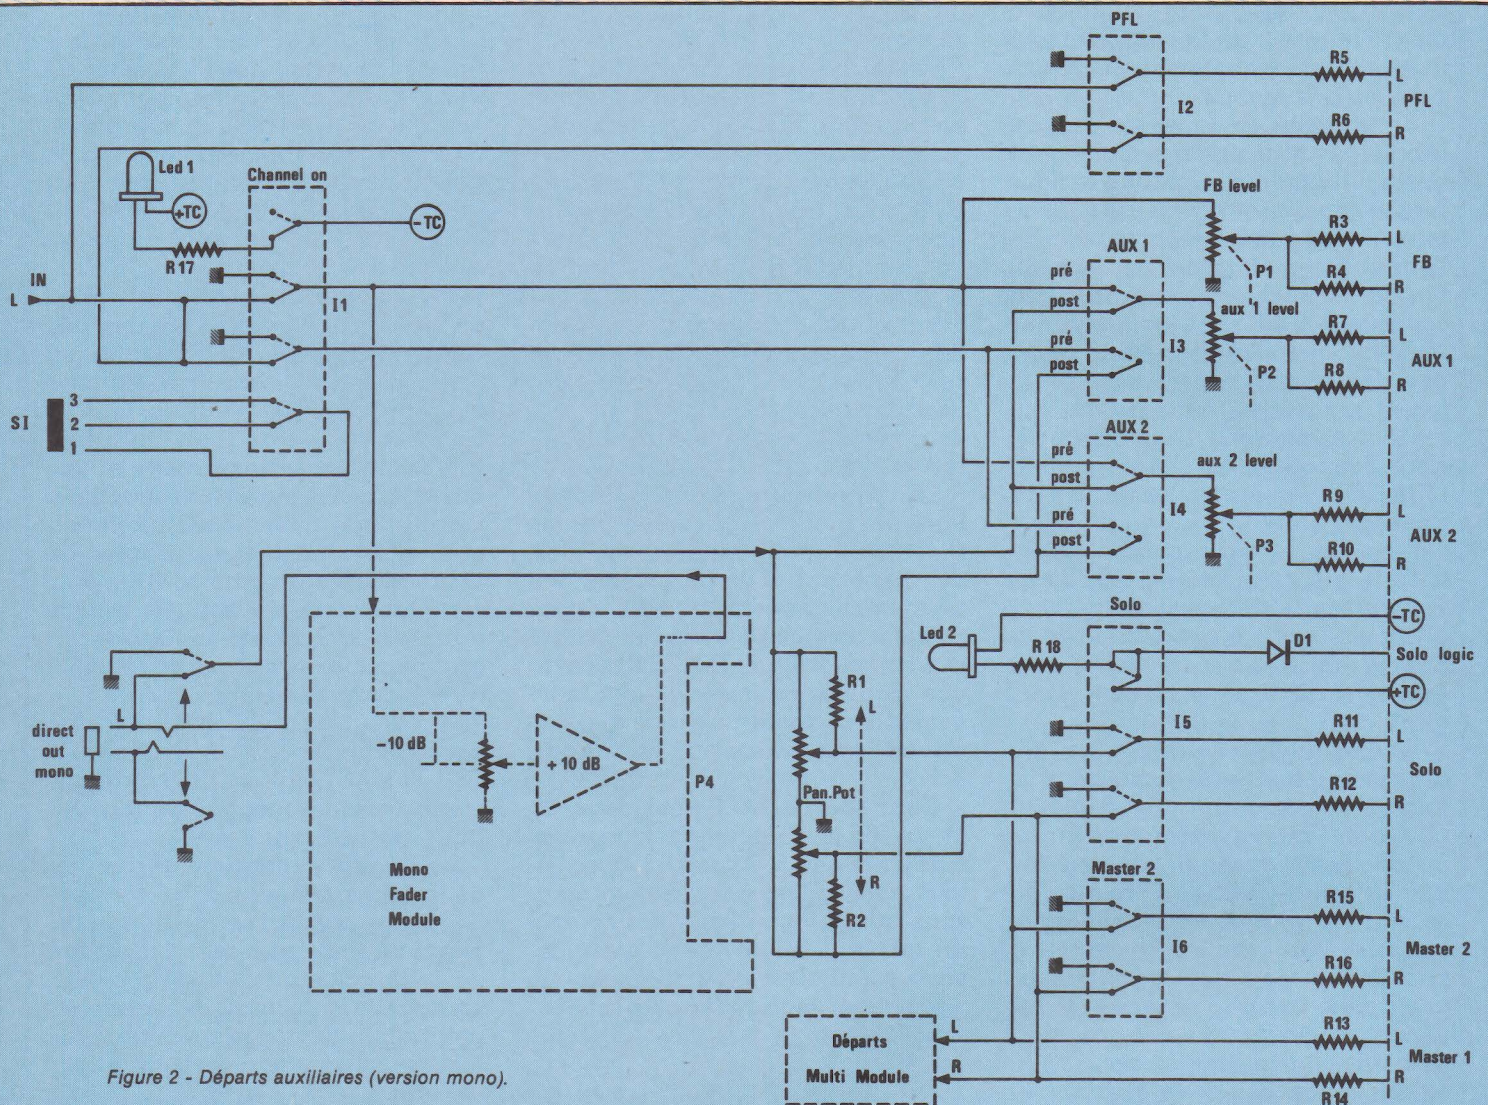 PFL
I2
R5
L
PFL
R6
R
Led 1
+TC
Channel on
-TC
R17
IN
L
I1
SI
3
2
1
FB level
P1
R3
L
FB
R4
R
AUX 1
pré
post
pré
post
I3
aux 1 level
P2
R7
L
AUX 1
R8
R
AUX 2
pré
post
pré
post
I4
aux 2 level
P3
R9
L
AUX 2
R10
R
Solo
Led 2
R18
-TC
D1
Solo logic
+TC
I5
R11
L
Solo
R12
R
direct
out
mono
L
-10 dB
+ 10 dB
P4
Mono
Fader
Module
R1
L
Pan.Pot
R
R2
Master 2
I6
R15
L
Master 2
R16
R
R13
L
Master 1
R14
R
Départs
Multi Module
L
R
Figure 2 - Départs auxiliaires (version mono).